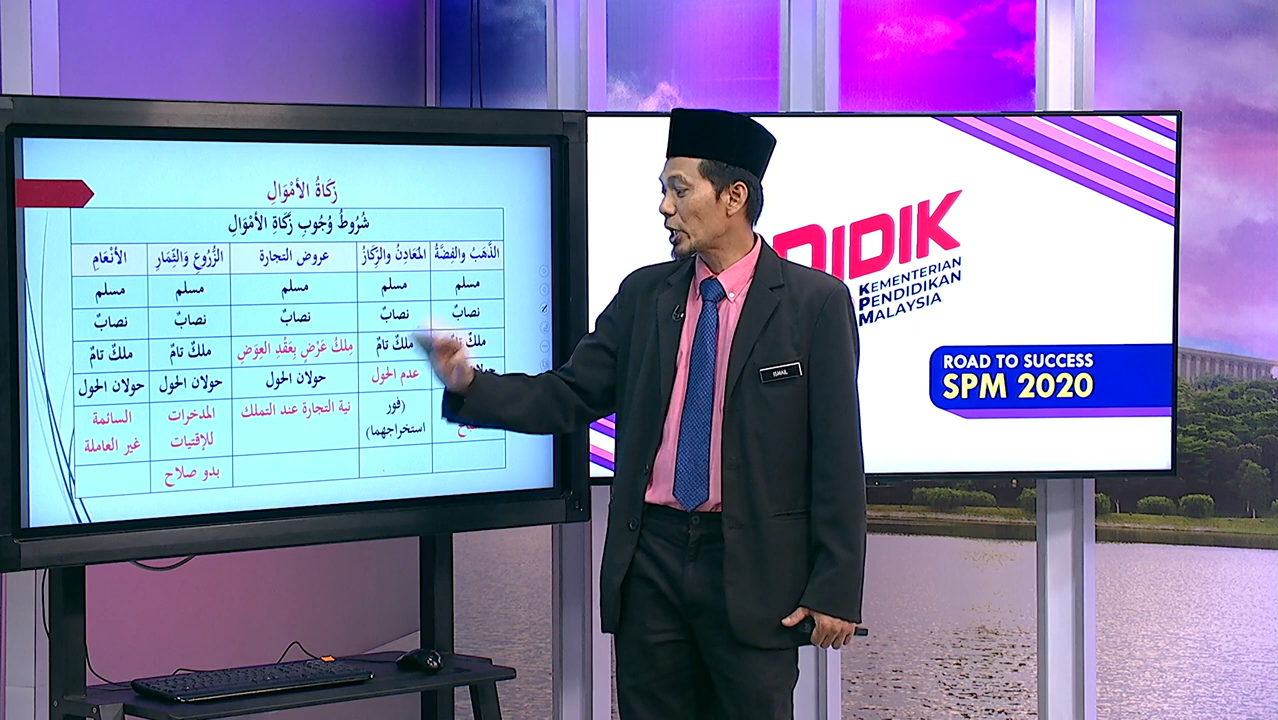 زَكَاةُ الأَمْوَالِ
شُرُوطُ وُجُوبِ زَكَاةِ الأَمْوَالِ
الذَّهَبُ والفِضَّةُ المَعَادِنُ والرِّكَازُ عروض التجارة الزُّرُوعِ وَالثِّمَارِ الأَنْعَامِ
مسلم مسلم مسلم مسلم مسلم
نصابٌ نصابٌ نصابٌ نصابٌ نصابٌ
ملكٌ ملكٌ تامٌ مِلكُ عَرْضٍ بِعَقْدِ العِوَضِ ملكٌ تامٌ ملكٌ تامٌ
عدم الحول حولان الحول حولان الحول حولان الحول
(فور نية التجارة عند التملك المدخرات السائمة
استخراجهما) للإقتيات غير العاملة
بدو صلاح
DIDIK
KEMENTERIAN
PENDIDIKAN
MALAYSIA
ROAD TO SUCCESS
SPM 2020
ISMAIL